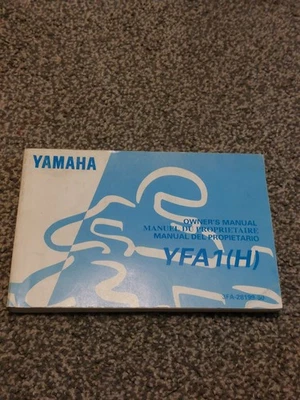 YAMAHA
OWNER'S MANUAL
MANUEL DU PROPRIETAIRE
MANUAL DEL PROPIETARIO
YFA1(H)